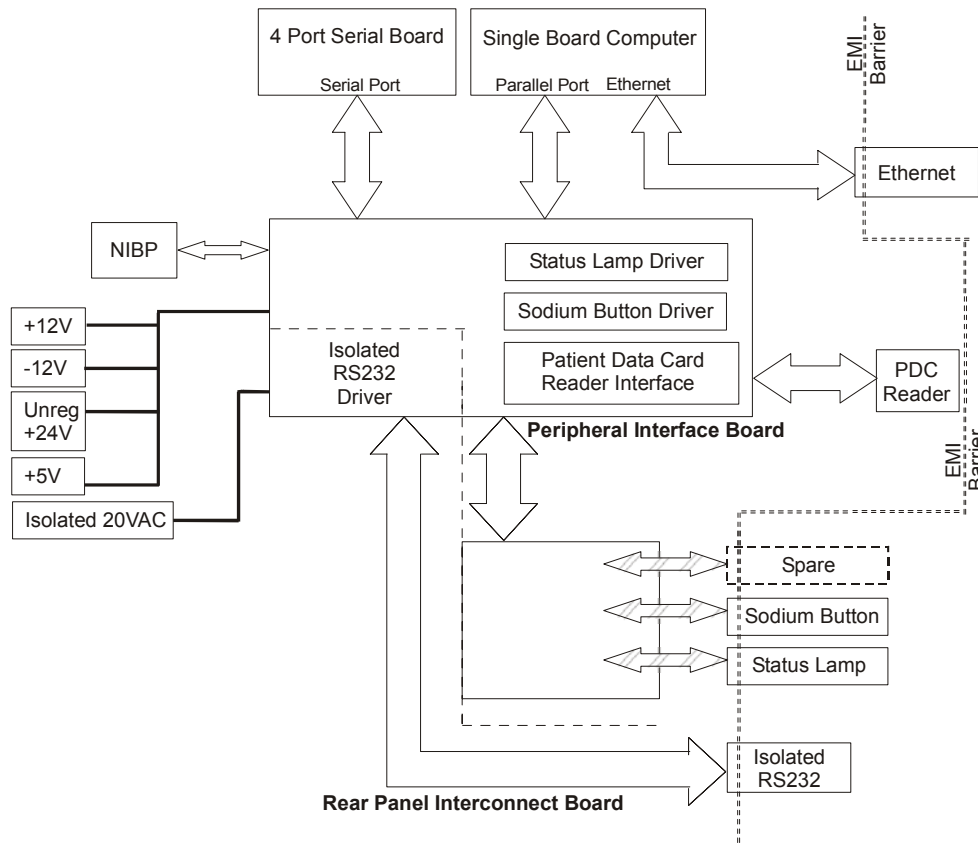 4 Port Serial Board
Serial Port
Single Board Computer
Parallel Port Ethernet
EMI
Barrier
Ethernet
NIBP
Status Lamp Driver
Sodium Button Driver
Patient Data Card
Reader Interface
Isolated
RS232
Driver
Peripheral Interface Board
PDC
Reader
EMI
Barrier
+12V
-12V
Unreg
+24V
+5V
Isolated 20VAC
Spare
Sodium Button
Status Lamp
Isolated
RS232
Rear Panel Interconnect Board